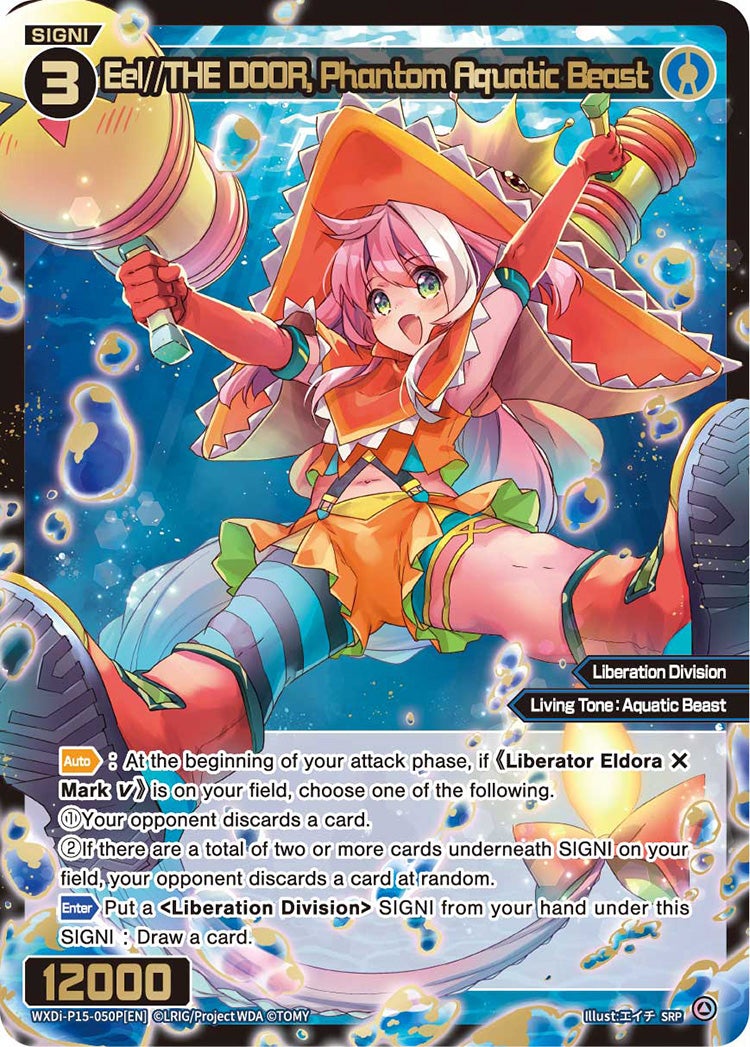 SIGNI
3 Eel//THE DOOR, Phantom Aquatic Beast
Liberation Division
Living Tone : Aquatic Beast
Auto : At the beginning of your attack phase, if 《Liberator Eldora ×
Mark ν》 is on your field, choose one of the following.
①Your opponent discards a card.
②If there are a total of two or more cards underneath SIGNI on your
field, your opponent discards a card at random.
Enter Put a <Liberation Division> SIGNI from your hand under this
SIGNI : Draw a card.
12000
WXDi-P15-050P[EN] ©LRIG/Project WDA ©TOMY Illust:エイチ SRP